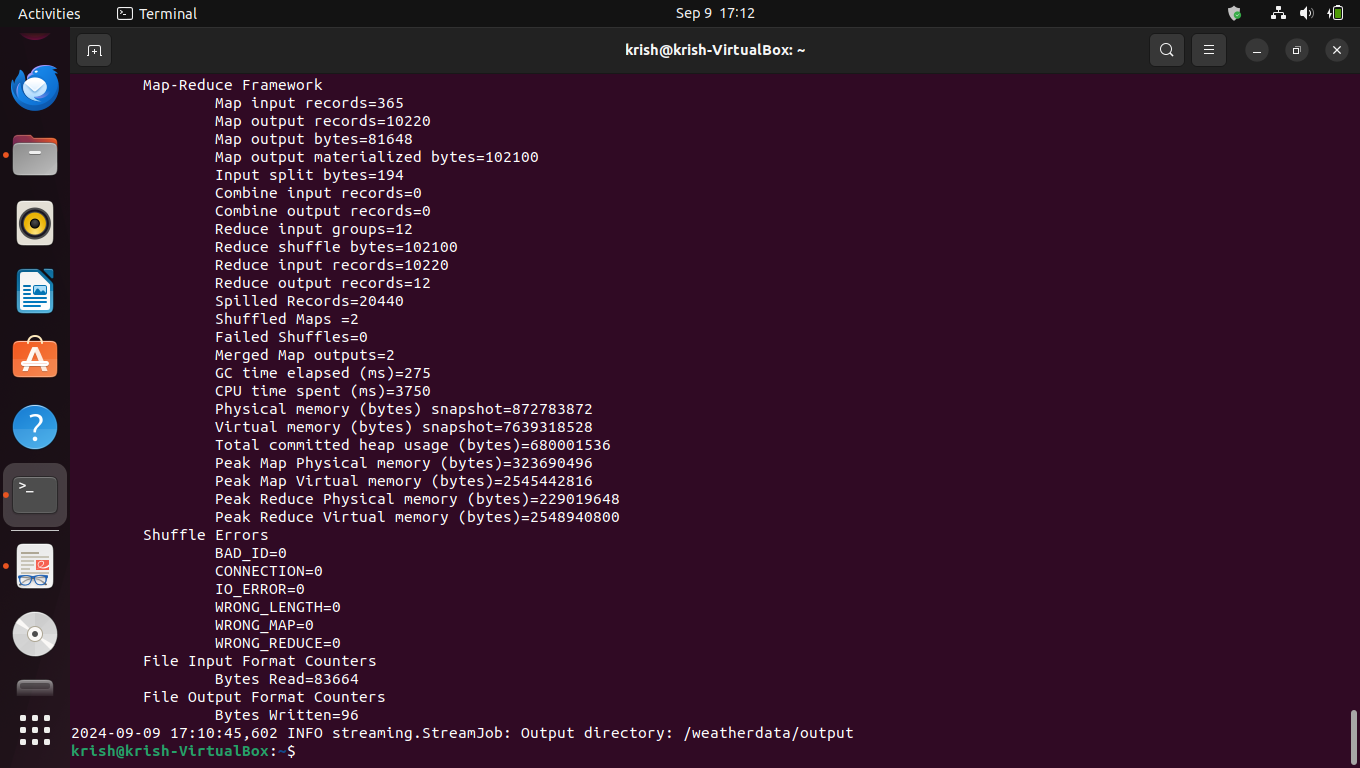 Activities
Terminal
Sep 9 17:12
krish@krish-VirtualBox: ~
Map-Reduce Framework
Map input records=365
Map output records=10220
Map output bytes=81648
Map output materialized bytes=102100
Input split bytes=194
Combine input records=0
Combine output records=0
Reduce input groups=12
Reduce shuffle bytes=102100
Reduce input records=10220
Reduce output records=12
Spilled Records=20440
Shuffled Maps =2
Failed Shuffles=0
Merged Map outputs=2
GC time elapsed (ms)=275
CPU time spent (ms)=3750
Physical memory (bytes) snapshot=872783872
Virtual memory (bytes) snapshot=7639318528
Total committed heap usage (bytes)=680001536
Peak Map Physical memory (bytes)=323690496
Peak Map Virtual memory (bytes)=2545442816
Peak Reduce Physical memory (bytes)=229019648
Peak Reduce Virtual memory (bytes)=2548940800
Shuffle Errors
BAD_ID=0
CONNECTION=0
IO_ERROR=0
WRONG_LENGTH=0
WRONG_MAP=0
WRONG_REDUCE=0
File Input Format Counters
Bytes Read=83664
File Output Format Counters
Bytes Written=96
2024-09-09 17:10:45,602 INFO streaming.StreamJob: Output directory: /weatherdata/output
krish@krish-VirtualBox:~$